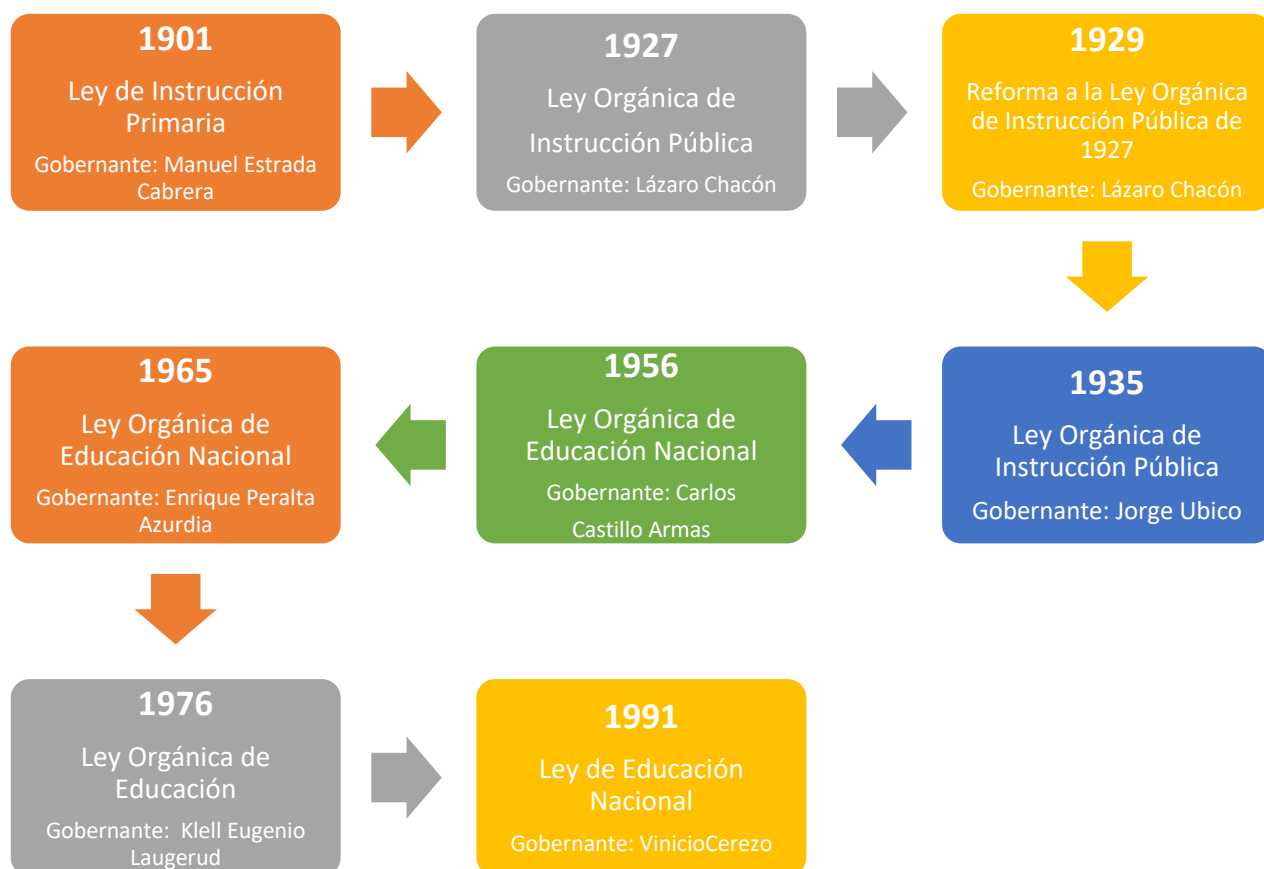 1901
Ley de Instrucción
Primaria
Gobernante: Manuel Estrada
Cabrera
1927
Ley Orgánica de
Instrucción Pública
Gobernante: Lázaro Chacón
1929
Reforma a la Ley Orgánica
de Instrucción Pública de
1927
Gobernante: Lázaro Chacón
1935
Ley Orgánica de
Instrucción Pública
Gobernante: Jorge Ubico
1956
Ley Orgánica de
Educación Nacional
Gobernante: Carlos
Castillo Armas
1965
Ley Orgánica de
Educación Nacional
Gobernante: Enrique Peralta
Azurdia
1976
Ley Orgánica de
Educación
Gobernante: Klell Eugenio
Laugerud
1991
Ley de Educación
Nacional
Gobernante: VinicioCerezo